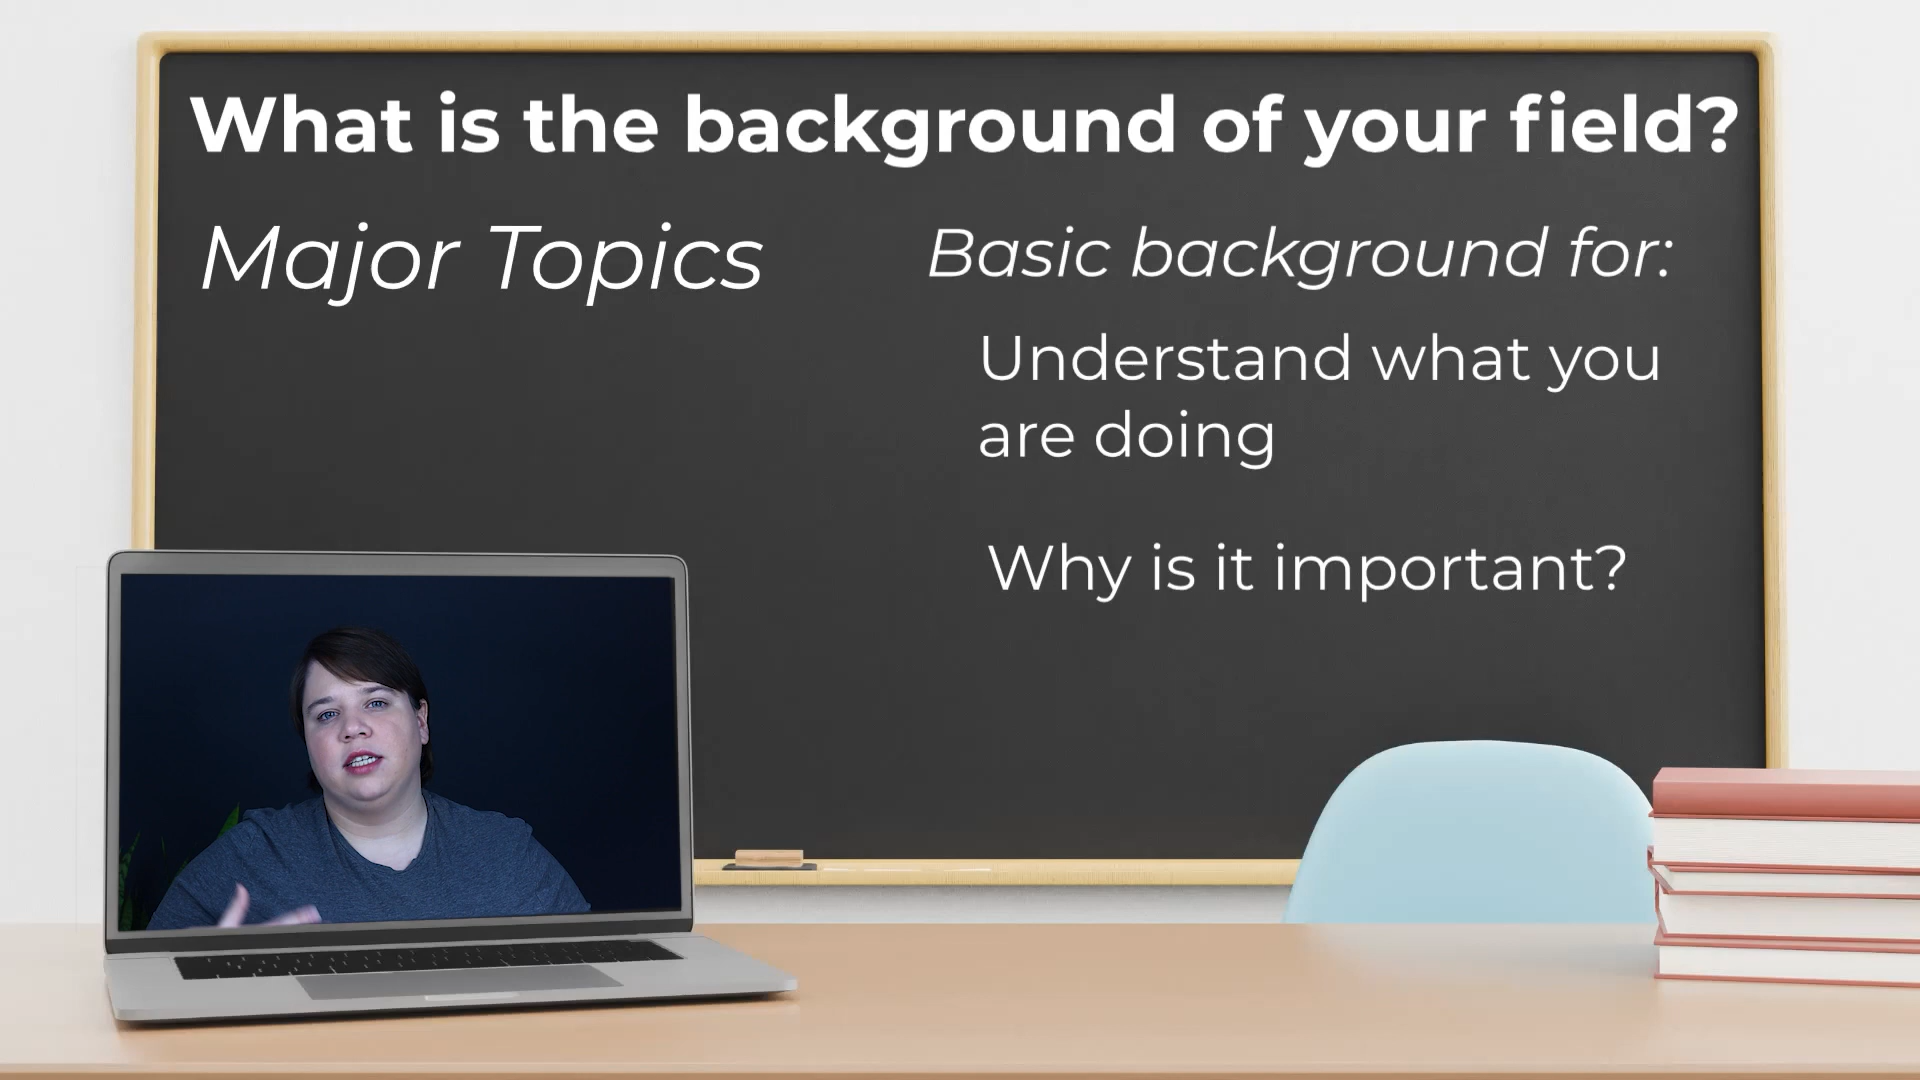 What is the background of your field?
Major Topics
Basic background for:
Understand what you
are doing
Why is it important?